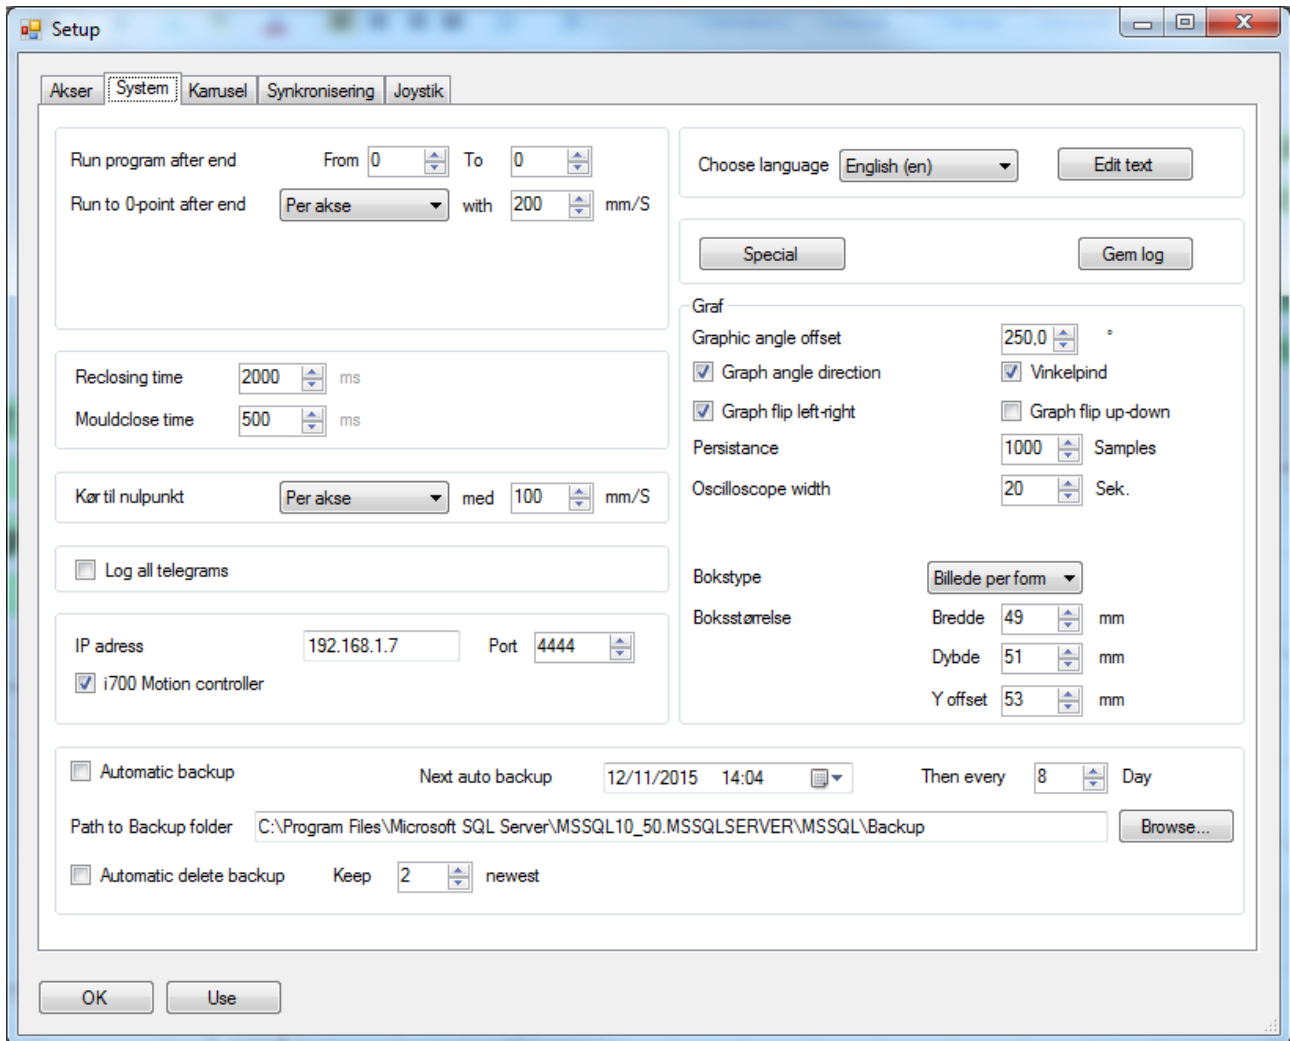 Setup
Akser System Karrusel Synkronisering Joystik
Run program after end From 0 To 0
Run to 0-point after end Per akse with 200 mm/S
Reclosing time 2000 ms
Mouldclose time 500 ms
Kør til nulpunkt Per akse med 100 mm/S
Log all telegrams
IP adress 192.168.1.7 Port 4444
i700 Motion controller
Choose language English (en) Edit text
Special Gem log
Graf
Graphic angle offset 250,0 °
Graph angle direction Vinkelpind
Graph flip left-right Graph flip up-down
Persistance 1000 Samples
Oscilloscope width 20 Sek.
Bokstype Billede per form
Boksstørrelse Bredde 49 mm
Dybde 51 mm
Y offset 53 mm
Automatic backup Next auto backup 12/11/2015 14:04 Then every 8 Day
Path to Backup folder C:\Program Files\Microsoft SQL Server\MSSQL10_50.MSSQLSERVER\MSSQL\Backup Browse...
Automatic delete backup Keep 2 newest
OK Use